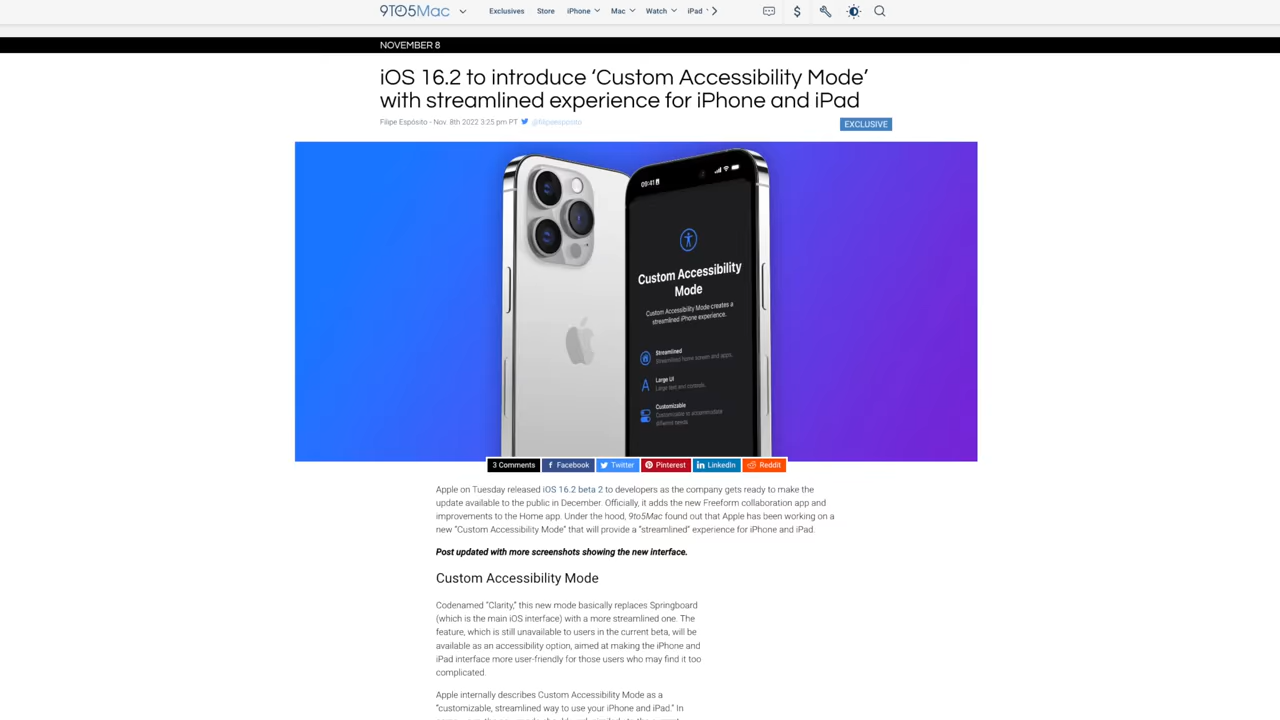 9TO5Mac Exclusives Store iPhone Mac Watch iPad
NOVEMBER 8
iOS 16.2 to introduce ‘Custom Accessibility Mode’
with streamlined experience for iPhone and iPad
Filipe Espósito - Nov. 8th 2022 3:25 pm PT @filipeesposito
EXCLUSIVE
09:41
Custom Accessibility
Mode
Custom Accessibility Mode creates a
streamlined iPhone experience.
Streamlined
Streamlined home screen and apps.
Large UI
Large text and controls.
Customizable
Customizable to accommodate
different needs.
3 Comments Facebook Twitter Pinterest LinkedIn Reddit
Apple on Tuesday released iOS 16.2 beta 2 to developers as the company gets ready to make the
update available to the public in December. Officially, it adds the new Freeform collaboration app and
improvements to the Home app. Under the hood, 9to5Mac found out that Apple has been working on a
new “Custom Accessibility Mode” that will provide a “streamlined” experience for iPhone and iPad.
Post updated with more screenshots showing the new interface.
Custom Accessibility Mode
Codenamed “Clarity,” this new mode basically replaces Springboard
(which is the main iOS interface) with a more streamlined one. The
feature, which is still unavailable to users in the current beta, will be
available as an accessibility option, aimed at making the iPhone and
iPad interface more user-friendly for those users who may find it too
complicated.
Apple internally describes Custom Accessibility Mode as a
“customizable, streamlined way to use your iPhone and iPad.” In